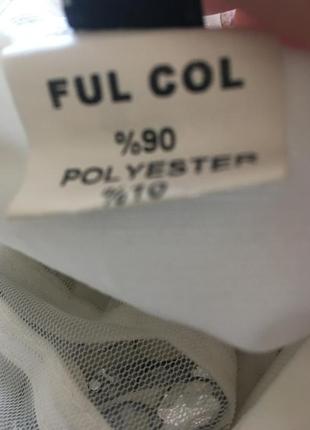 FUL COL
%90
POLYESTER
%10